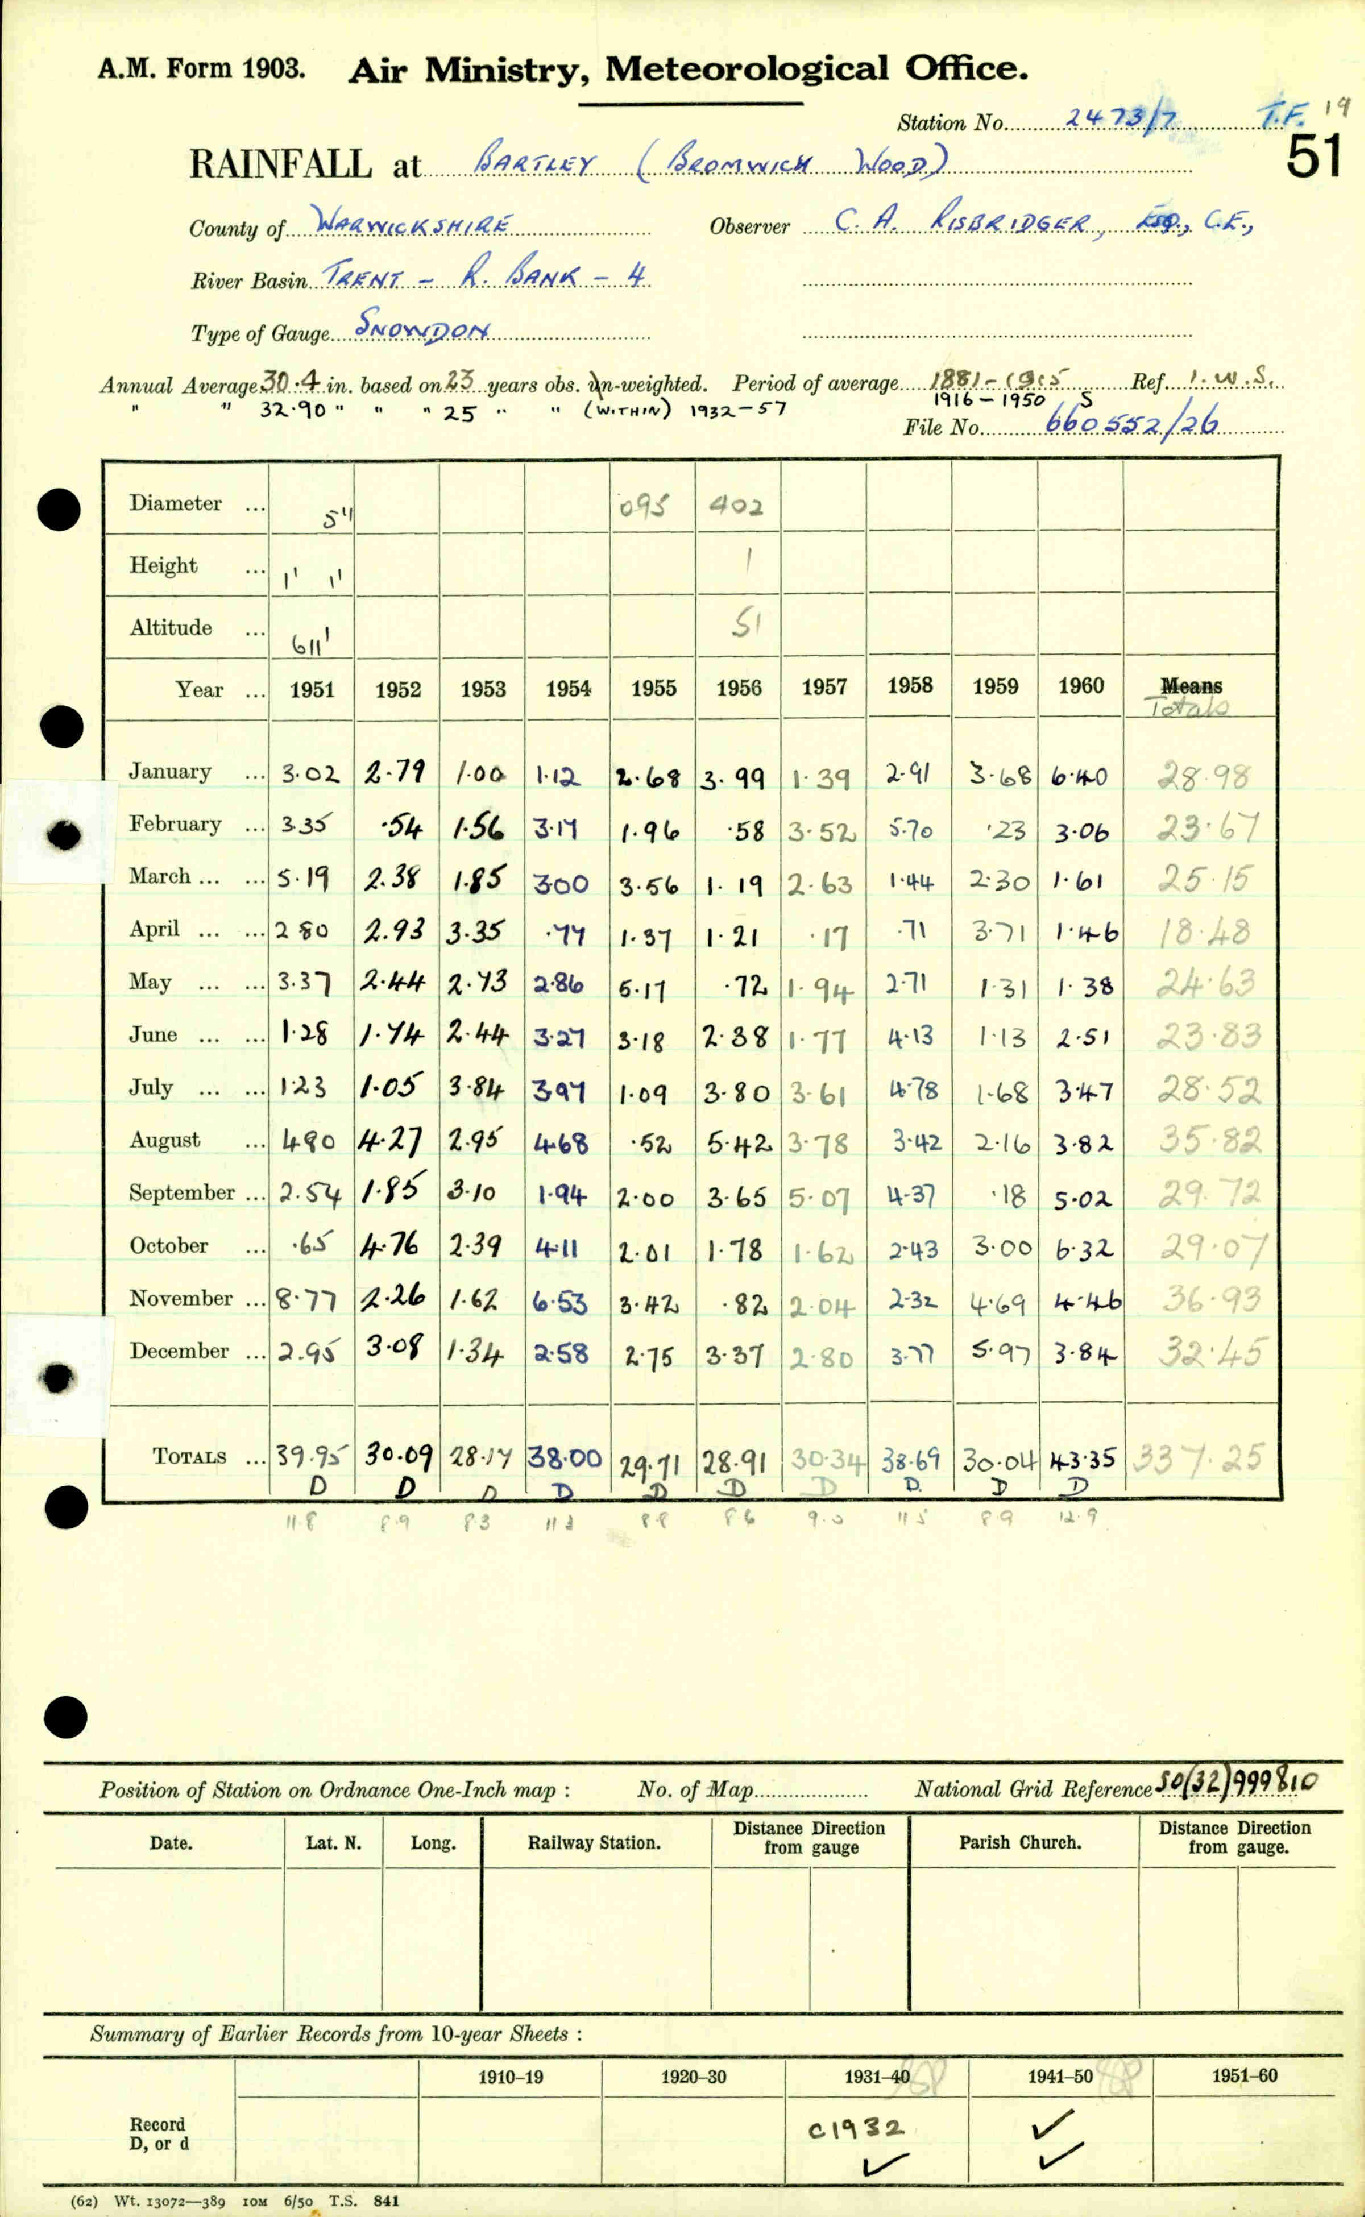 A.M. Form 1903. Air Ministry, Meteorological Office.
Station No. 2473/7 T.F. 19
51
RAINFALL at BARTLEY (BROMWICH WOOD)
County of WARWICKSHIRE Observer C. A. RISBRIDGER, ESQ., C.E.,
River Basin TRENT – R. BANK – 4
Type of Gauge SNOWDON
Annual Average 30.4 in. based on 23 years obs. un-weighted. Period of average 1881-1915 Ref. I.W.S.
" " 32.90 " " " 25 " " (WITHIN) 1932-57 1916-1950 S
File No. 660552/26
Diameter ... 5" 095 402
Height ... 1' 1' 1
Altitude ... 611' 51
Year ... 1951 1952 1953 1954 1955 1956 1957 1958 1959 1960 Means
Totals
January ... 3.02 2.79 1.00 1.12 2.68 3.99 1.39 2.91 3.68 6.40 28.98
February ... 3.35 .54 1.56 3.17 1.96 .58 3.52 5.70 .23 3.06 23.67
March ... ... 5.19 2.38 1.85 3.00 3.56 1.19 2.63 1.44 2.30 1.61 25.15
April ... ... 2.80 2.93 3.35 .77 1.37 1.21 .17 .71 3.71 1.46 18.48
May ... ... 3.37 2.44 2.73 2.86 5.17 .72 1.94 2.71 1.31 1.38 24.63
June ... ... 1.28 1.74 2.44 3.27 3.18 2.38 1.77 4.13 1.13 2.51 23.83
July ... ... 1.23 1.05 3.84 3.97 1.09 3.80 3.61 4.78 1.68 3.47 28.52
August ... 4.80 4.27 2.95 4.68 .52 5.42 3.78 3.42 2.16 3.82 35.82
September ... 2.54 1.85 3.10 1.94 2.00 3.65 5.07 4.37 .18 5.02 29.72
October ... .65 4.76 2.39 4.11 2.01 1.78 1.62 2.43 3.00 6.32 29.07
November ... 8.77 2.26 1.62 6.53 3.42 .82 2.04 2.32 4.69 4.46 36.93
December ... 2.95 3.08 1.34 2.58 2.75 3.37 2.80 3.77 5.97 3.84 32.45
TOTALS ... 39.95 30.09 28.17 38.00 29.71 28.91 30.34 38.69 30.04 43.35 337.25
D D D D D D D D. D D
11.8 8.9 8.3 11.3 8.8 8.6 9.0 11.5 8.9 12.9
Position of Station on Ordnance One-Inch map : No. of Map National Grid Reference SO(32)999810
Date. Lat. N. Long. Railway Station. Distance Direction from gauge Parish Church. Distance Direction from gauge.
Summary of Earlier Records from 10-year Sheets :
1910–19 1920–30 1931–40 1941–50 1951–60
Record
D, or d
C1932 ✓ ✓
✓
(62) Wt. 13072—389 10M 6/50 T.S. 841